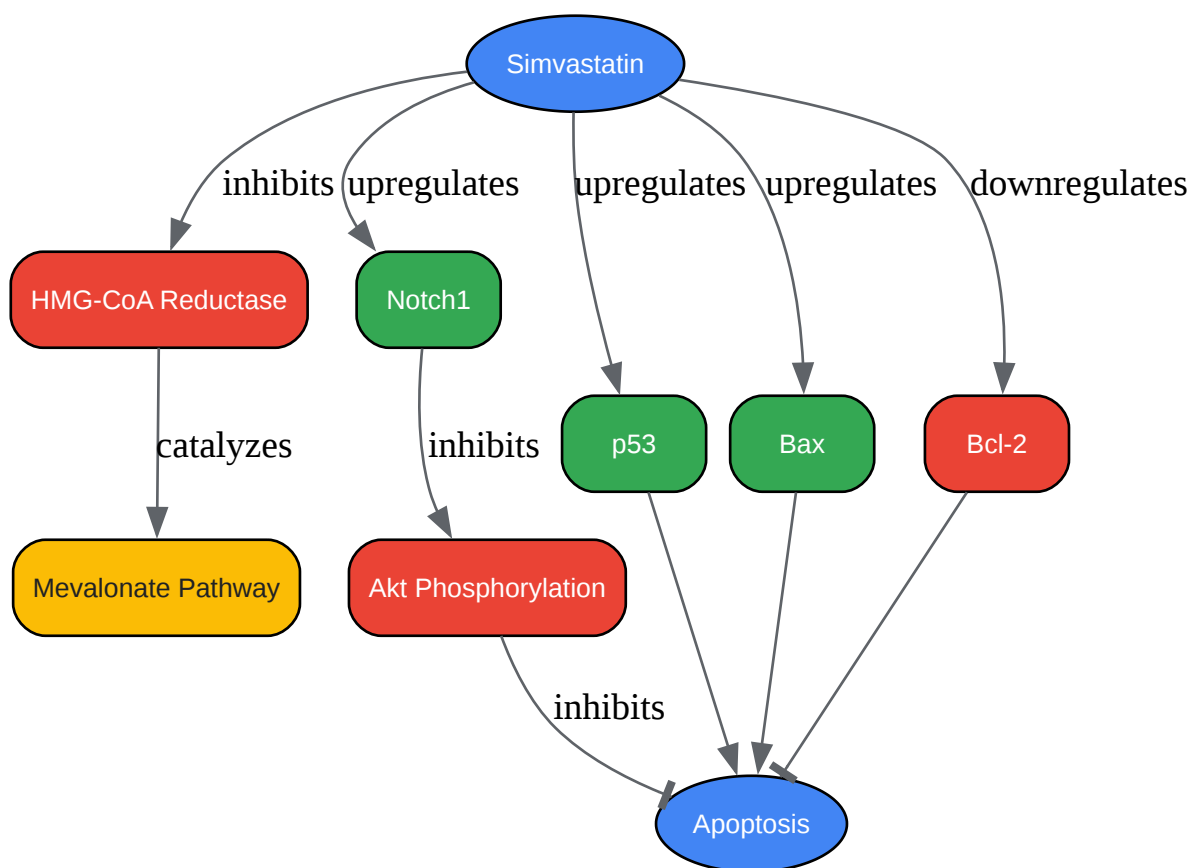 Simvastatin
inhibits
upregulates
upregulates
upregulates
downregulates
HMG-CoA Reductase
Notch1
p53
Bax
Bcl-2
catalyzes
inhibits
Mevalonate Pathway
Akt Phosphorylation
inhibits
Apoptosis